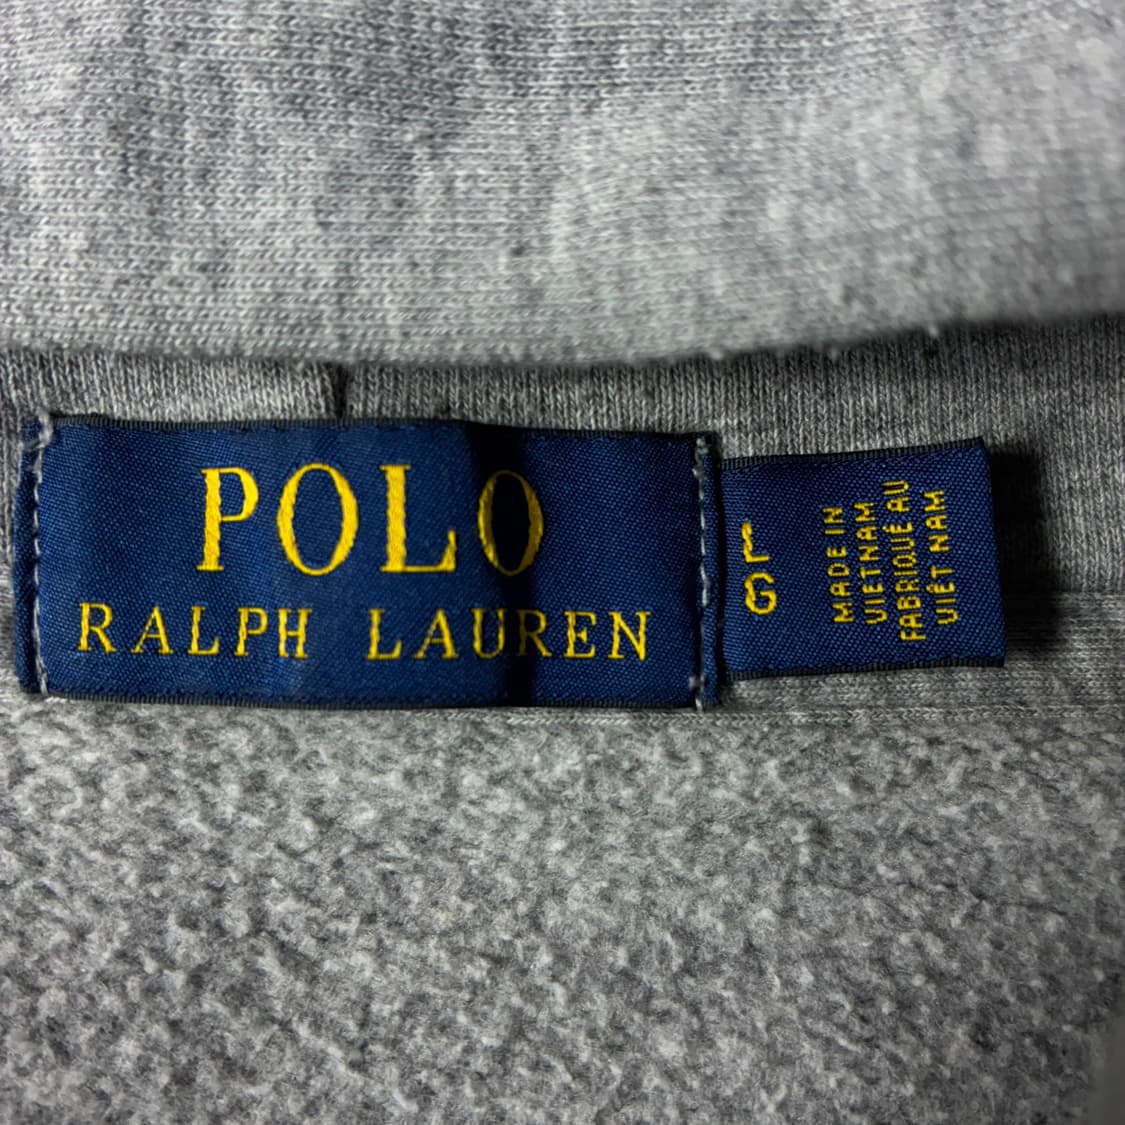 POLO
RALPH LAUREN
L
G
MADE IN
VIETNAM
FABRIQUÉ AU
VIÊT NAM